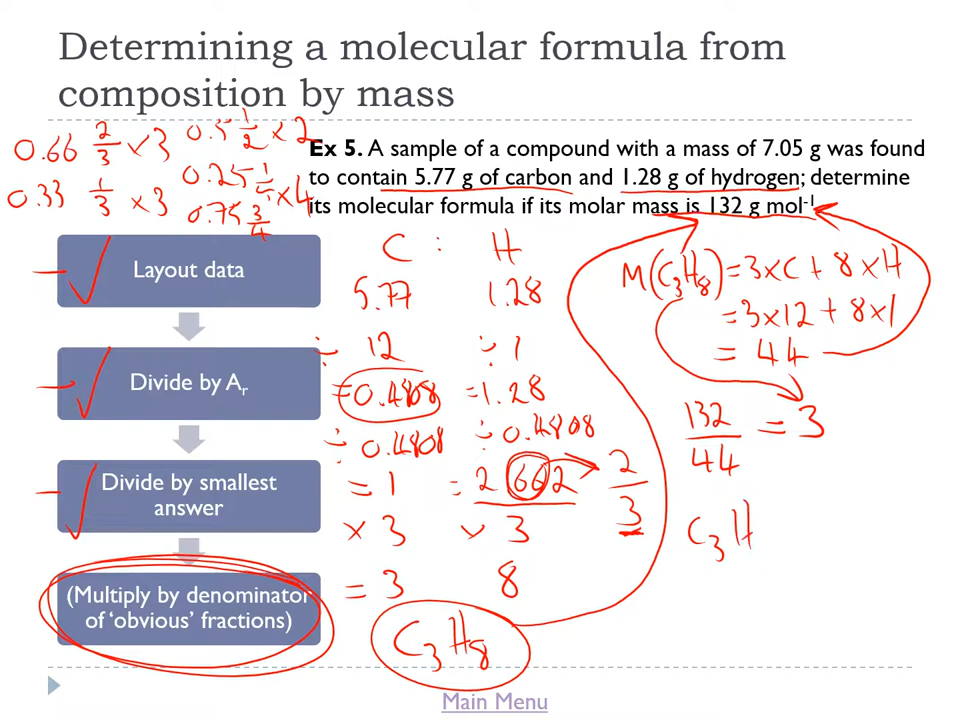 Determining a molecular formula from
composition by mass
0.66 2/3 ×3 0.5 1/2 ×2
0.33 1/3 ×3 0.25 1/ ×4
0.75 3/4
Ex 5. A sample of a compound with a mass of 7.05 g was found
to contain 5.77 g of carbon and 1.28 g of hydrogen; determine
its molecular formula if its molar mass is 132 g mol-1.
Layout data
Divide by Ar
Divide by smallest
answer
(Multiply by denominator
of 'obvious' fractions)
C : H
5.77 1.28
÷ 12 ÷ 1
=0.4808 =1.28
÷ 0.4808 ÷ 0.4808
= 1 = 2 662 2/3
× 3 × 3
= 3 8
C3H8
M(C3H8) = 3×C + 8×H
= 3×12 + 8×1
= 44
132/44 = 3
C3H
Main Menu